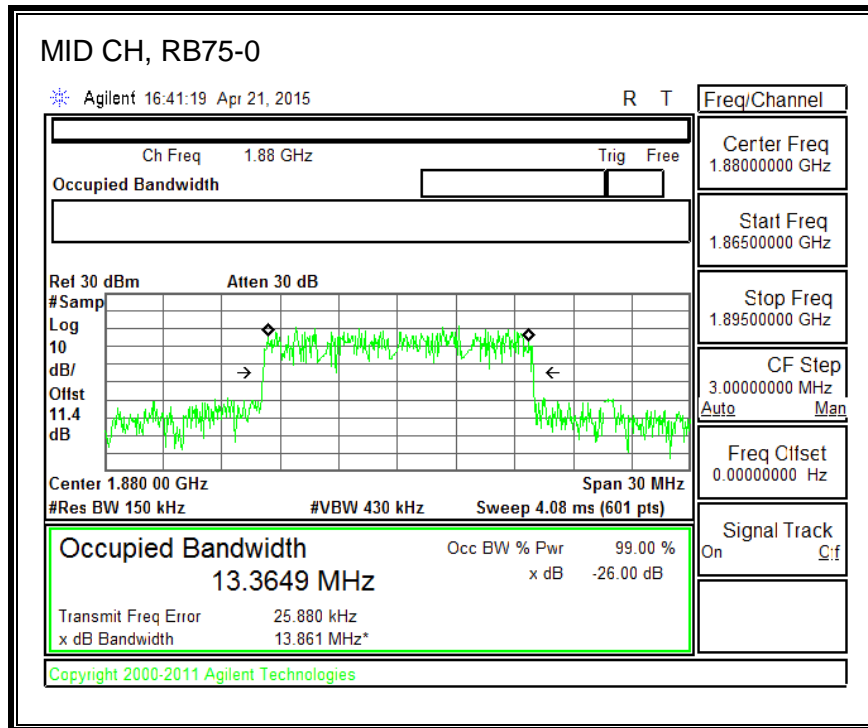 MID CH, RB75-0
Agilent 16:41:19 Apr 21, 2015 R T
Freq/Channel
Ch Freq 1.88 GHz Trig Free
Occupied Bandwidth
Center Freq
1.88000000 GHz
Start Freq
1.86500000 GHz
Stop Freq
1.89500000 GHz
CF Step
3.00000000 MHz
Auto Man
Freq Offset
0.00000000 Hz
Signal Track
On Off
Ref 30 dBm Atten 30 dB
#Samp
Log
10
dB/
Offst
11.4
dB
Center 1.880 00 GHz Span 30 MHz
#Res BW 150 kHz #VBW 430 kHz Sweep 4.08 ms (601 pts)
Occupied Bandwidth
13.3649 MHz
Occ BW % Pwr 99.00 %
x dB -26.00 dB
Transmit Freq Error 25.880 kHz
x dB Bandwidth 13.861 MHz*
Copyright 2000-2011 Agilent Technologies